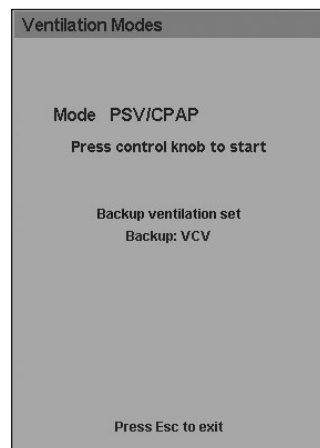 Ventilation Modes
Mode PSV/CPAP
Press control knob to start
Backup ventilation set
Backup: VCV
Press Esc to exit